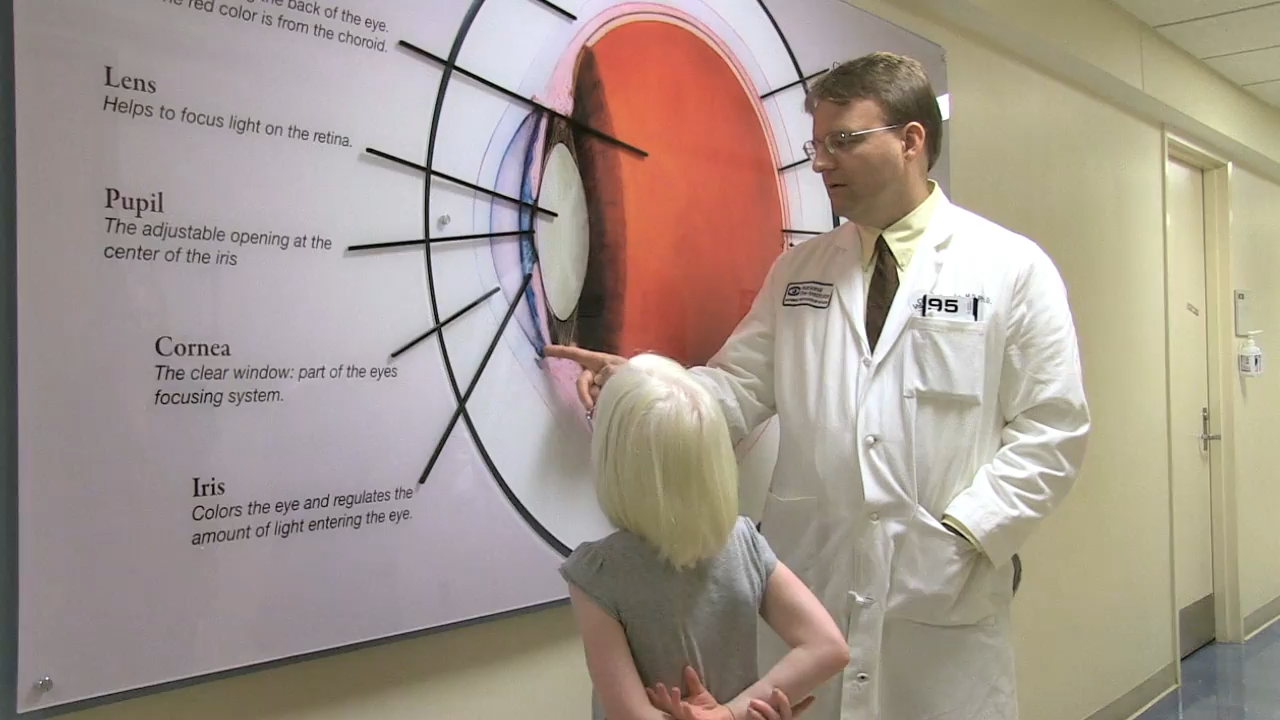 the back of the eye.
The red color is from the choroid.
Lens
Helps to focus light on the retina.
Pupil
The adjustable opening at the
center of the iris
Cornea
The clear window: part of the eyes
focusing system.
Iris
Colors the eye and regulates the
amount of light entering the eye.
95